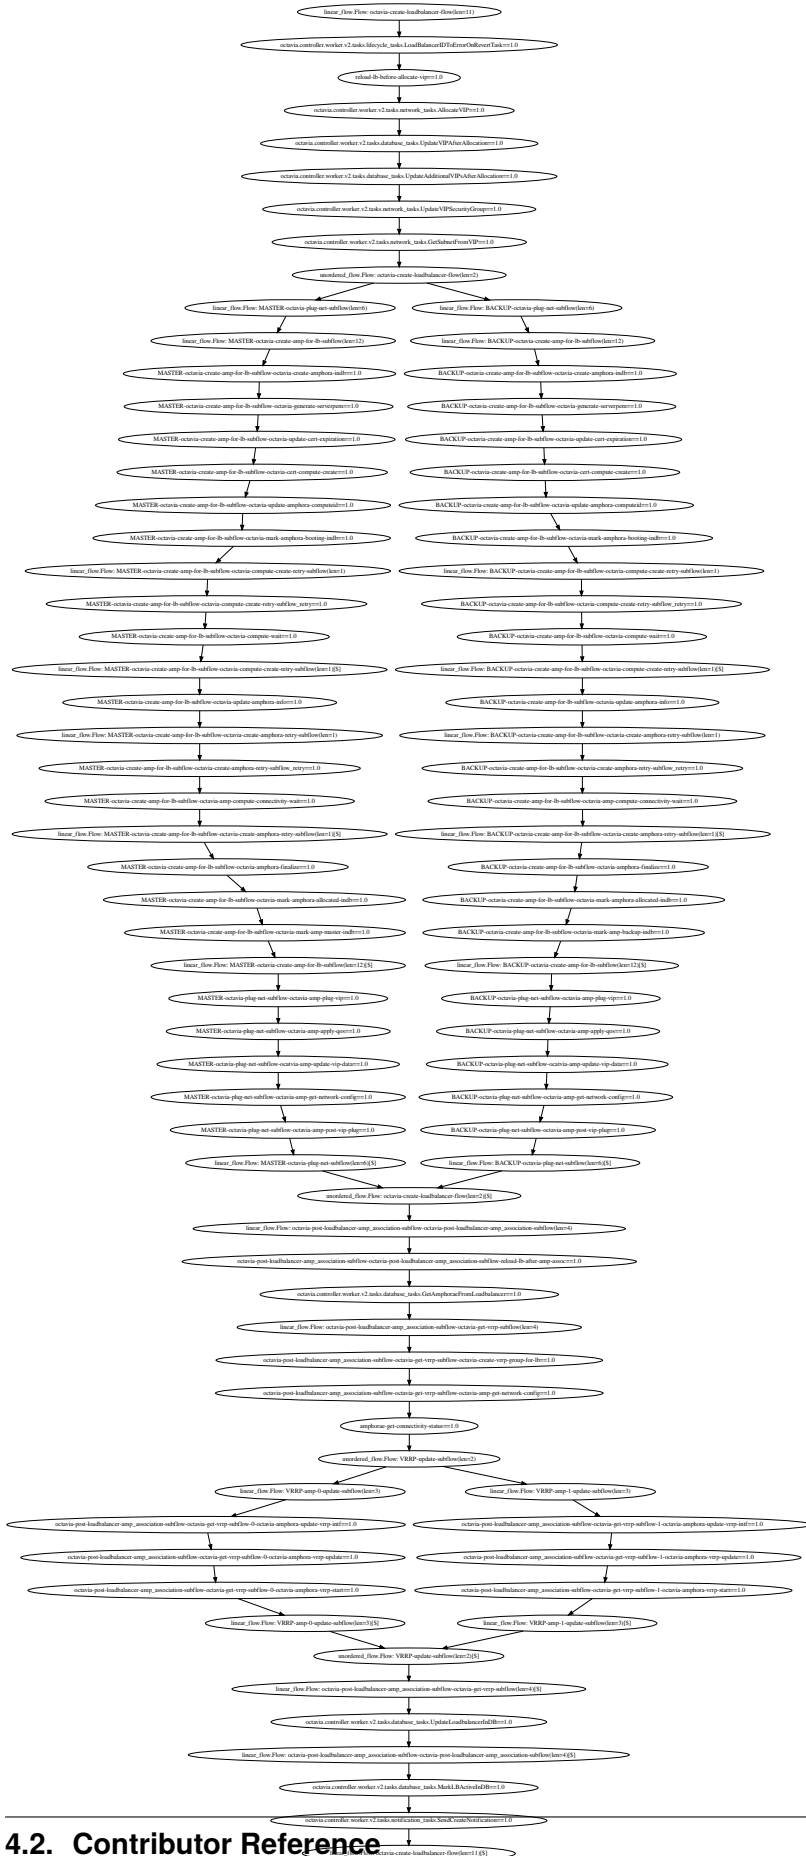 linear_flow.Flow: octavia-create-loadbalancer-flow(len=11)
octavia.controller.worker.v2.tasks.lifecycle_tasks.LoadBalancerIDToErrorOnRevertTask==1.0
reload-lb-before-allocate-vip==1.0
octavia.controller.worker.v2.tasks.network_tasks.AllocateVIP==1.0
octavia.controller.worker.v2.tasks.database_tasks.UpdateVIPAfterAllocation==1.0
octavia.controller.worker.v2.tasks.database_tasks.UpdateAdditionalVIPsAfterAllocation==1.0
octavia.controller.worker.v2.tasks.network_tasks.UpdateVIPSecurityGroup==1.0
octavia.controller.worker.v2.tasks.network_tasks.GetSubnetFromVIP==1.0
unordered_flow.Flow: octavia-create-loadbalancer-flow(len=2)
linear_flow.Flow: MASTER-octavia-plug-net-subflow(len=6)
linear_flow.Flow: BACKUP-octavia-plug-net-subflow(len=6)
linear_flow.Flow: MASTER-octavia-create-amp-for-lb-subflow(len=12)
linear_flow.Flow: BACKUP-octavia-create-amp-for-lb-subflow(len=12)
MASTER-octavia-create-amp-for-lb-subflow-octavia-create-amphora-indb==1.0
BACKUP-octavia-create-amp-for-lb-subflow-octavia-create-amphora-indb==1.0
MASTER-octavia-create-amp-for-lb-subflow-octavia-generate-serverpem==1.0
BACKUP-octavia-create-amp-for-lb-subflow-octavia-generate-serverpem==1.0
MASTER-octavia-create-amp-for-lb-subflow-octavia-update-cert-expiration==1.0
BACKUP-octavia-create-amp-for-lb-subflow-octavia-update-cert-expiration==1.0
MASTER-octavia-create-amp-for-lb-subflow-octavia-cert-compute-create==1.0
BACKUP-octavia-create-amp-for-lb-subflow-octavia-cert-compute-create==1.0
MASTER-octavia-create-amp-for-lb-subflow-octavia-update-amphora-computeid==1.0
BACKUP-octavia-create-amp-for-lb-subflow-octavia-update-amphora-computeid==1.0
MASTER-octavia-create-amp-for-lb-subflow-octavia-mark-amphora-booting-indb==1.0
BACKUP-octavia-create-amp-for-lb-subflow-octavia-mark-amphora-booting-indb==1.0
linear_flow.Flow: MASTER-octavia-create-amp-for-lb-subflow-octavia-compute-create-retry-subflow(len=1)
linear_flow.Flow: BACKUP-octavia-create-amp-for-lb-subflow-octavia-compute-create-retry-subflow(len=1)
MASTER-octavia-create-amp-for-lb-subflow-octavia-compute-create-retry-subflow_retry==1.0
BACKUP-octavia-create-amp-for-lb-subflow-octavia-compute-create-retry-subflow_retry==1.0
MASTER-octavia-create-amp-for-lb-subflow-octavia-compute-wait==1.0
BACKUP-octavia-create-amp-for-lb-subflow-octavia-compute-wait==1.0
linear_flow.Flow: MASTER-octavia-create-amp-for-lb-subflow-octavia-compute-create-retry-subflow(len=1)[$]
linear_flow.Flow: BACKUP-octavia-create-amp-for-lb-subflow-octavia-compute-create-retry-subflow(len=1)[$]
MASTER-octavia-create-amp-for-lb-subflow-octavia-update-amphora-info==1.0
BACKUP-octavia-create-amp-for-lb-subflow-octavia-update-amphora-info==1.0
linear_flow.Flow: MASTER-octavia-create-amp-for-lb-subflow-octavia-create-amphora-retry-subflow(len=1)
linear_flow.Flow: BACKUP-octavia-create-amp-for-lb-subflow-octavia-create-amphora-retry-subflow(len=1)
MASTER-octavia-create-amp-for-lb-subflow-octavia-create-amphora-retry-subflow_retry==1.0
BACKUP-octavia-create-amp-for-lb-subflow-octavia-create-amphora-retry-subflow_retry==1.0
MASTER-octavia-create-amp-for-lb-subflow-octavia-amp-compute-connectivity-wait==1.0
BACKUP-octavia-create-amp-for-lb-subflow-octavia-amp-compute-connectivity-wait==1.0
linear_flow.Flow: MASTER-octavia-create-amp-for-lb-subflow-octavia-create-amphora-retry-subflow(len=1)[$]
linear_flow.Flow: BACKUP-octavia-create-amp-for-lb-subflow-octavia-create-amphora-retry-subflow(len=1)[$]
MASTER-octavia-create-amp-for-lb-subflow-octavia-amphora-finalize==1.0
BACKUP-octavia-create-amp-for-lb-subflow-octavia-amphora-finalize==1.0
MASTER-octavia-create-amp-for-lb-subflow-octavia-mark-amphora-allocated-indb==1.0
BACKUP-octavia-create-amp-for-lb-subflow-octavia-mark-amphora-allocated-indb==1.0
MASTER-octavia-create-amp-for-lb-subflow-octavia-mark-amp-master-indb==1.0
BACKUP-octavia-create-amp-for-lb-subflow-octavia-mark-amp-backup-indb==1.0
linear_flow.Flow: MASTER-octavia-create-amp-for-lb-subflow(len=12)[$]
linear_flow.Flow: BACKUP-octavia-create-amp-for-lb-subflow(len=12)[$]
MASTER-octavia-plug-net-subflow-octavia-amp-plug-vip==1.0
BACKUP-octavia-plug-net-subflow-octavia-amp-plug-vip==1.0
MASTER-octavia-plug-net-subflow-octavia-amp-apply-qos==1.0
BACKUP-octavia-plug-net-subflow-octavia-amp-apply-qos==1.0
MASTER-octavia-plug-net-subflow-ocatvia-amp-update-vip-data==1.0
BACKUP-octavia-plug-net-subflow-ocatvia-amp-update-vip-data==1.0
MASTER-octavia-plug-net-subflow-octavia-amp-get-network-config==1.0
BACKUP-octavia-plug-net-subflow-octavia-amp-get-network-config==1.0
MASTER-octavia-plug-net-subflow-octavia-amp-post-vip-plug==1.0
BACKUP-octavia-plug-net-subflow-octavia-amp-post-vip-plug==1.0
linear_flow.Flow: MASTER-octavia-plug-net-subflow(len=6)[$]
linear_flow.Flow: BACKUP-octavia-plug-net-subflow(len=6)[$]
unordered_flow.Flow: octavia-create-loadbalancer-flow(len=2)[$]
linear_flow.Flow: octavia-post-loadbalancer-amp_association-subflow-octavia-post-loadbalancer-amp_association-subflow(len=4)
octavia-post-loadbalancer-amp_association-subflow-octavia-post-loadbalancer-amp_association-subflow-reload-lb-after-amp-assoc==1.0
octavia.controller.worker.v2.tasks.database_tasks.GetAmphoraeFromLoadbalancer==1.0
linear_flow.Flow: octavia-post-loadbalancer-amp_association-subflow-octavia-get-vrrp-subflow(len=4)
octavia-post-loadbalancer-amp_association-subflow-octavia-get-vrrp-subflow-octavia-create-vrrp-group-for-lb==1.0
octavia-post-loadbalancer-amp_association-subflow-octavia-get-vrrp-subflow-octavia-amp-get-network-config==1.0
amphorae-get-connectivity-status==1.0
unordered_flow.Flow: VRRP-update-subflow(len=2)
linear_flow.Flow: VRRP-amp-0-update-subflow(len=3)
linear_flow.Flow: VRRP-amp-1-update-subflow(len=3)
octavia-post-loadbalancer-amp_association-subflow-octavia-get-vrrp-subflow-0-octavia-amphora-update-vrrp-intf==1.0
octavia-post-loadbalancer-amp_association-subflow-octavia-get-vrrp-subflow-1-octavia-amphora-update-vrrp-intf==1.0
octavia-post-loadbalancer-amp_association-subflow-octavia-get-vrrp-subflow-0-octavia-amphora-vrrp-update==1.0
octavia-post-loadbalancer-amp_association-subflow-octavia-get-vrrp-subflow-1-octavia-amphora-vrrp-update==1.0
octavia-post-loadbalancer-amp_association-subflow-octavia-get-vrrp-subflow-0-octavia-amphora-vrrp-start==1.0
octavia-post-loadbalancer-amp_association-subflow-octavia-get-vrrp-subflow-1-octavia-amphora-vrrp-start==1.0
linear_flow.Flow: VRRP-amp-0-update-subflow(len=3)[$]
linear_flow.Flow: VRRP-amp-1-update-subflow(len=3)[$]
unordered_flow.Flow: VRRP-update-subflow(len=2)[$]
linear_flow.Flow: octavia-post-loadbalancer-amp_association-subflow-octavia-get-vrrp-subflow(len=4)[$]
octavia.controller.worker.v2.tasks.database_tasks.UpdateLoadbalancerInDB==1.0
linear_flow.Flow: octavia-post-loadbalancer-amp_association-subflow-octavia-post-loadbalancer-amp_association-subflow(len=4)[$]
octavia.controller.worker.v2.tasks.database_tasks.MarkLBActiveInDB==1.0
octavia.controller.worker.v2.tasks.notification_tasks.SendCreateNotification==1.0
4.2. Contributor Reference
linear_flow.Flow: octavia-create-loadbalancer-flow(len=11)[$]